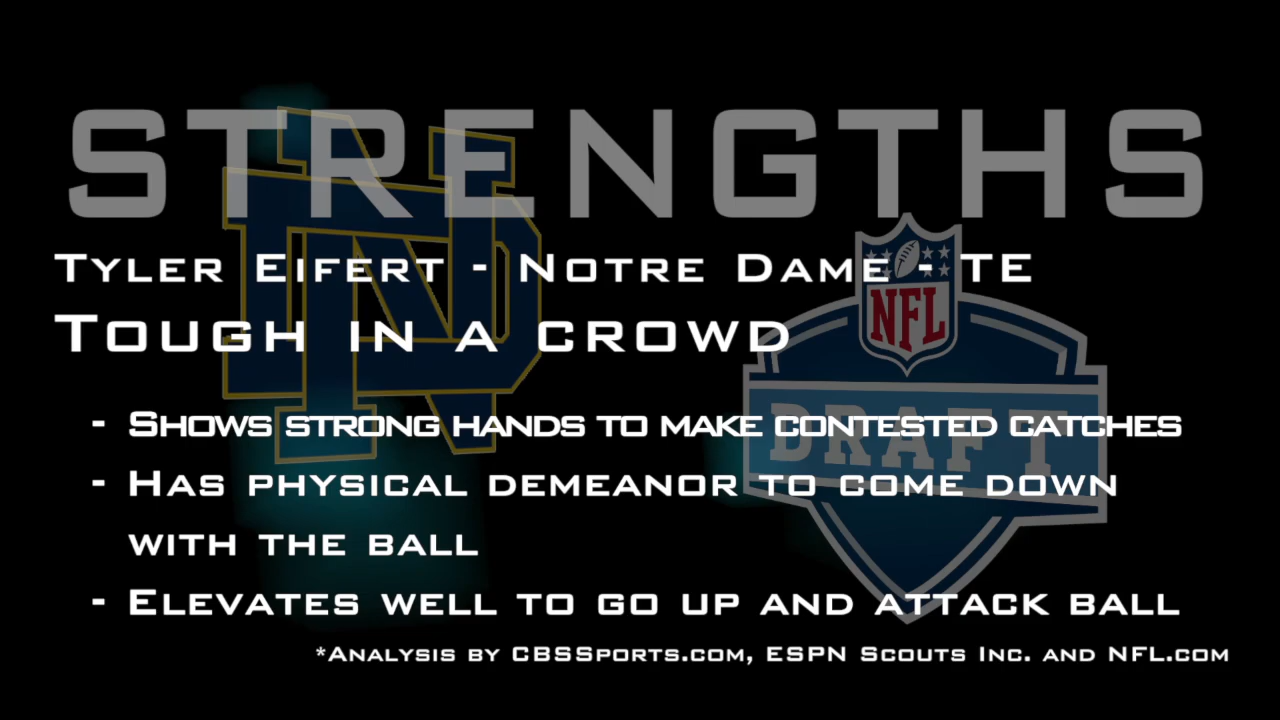 STRENGTHS
Tyler Eifert - Notre Dame - TE
Tough in a crowd
- Shows strong hands to make contested catches
- Has physical demeanor to come down
with the ball
- Elevates well to go up and attack ball
*Analysis by CBSSports.com, ESPN Scouts Inc. and NFL.com
ND
NFL
DRAFT